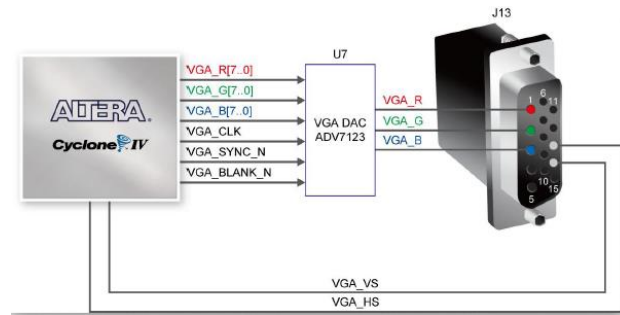 J13
U7
VGA_R[7..0]
VGA_G[7..0]
VGA_B[7..0]
VGA_CLK
VGA_SYNC_N
VGA_BLANK_N
ALTERA®
Cyclone IV
VGA DAC
ADV7123
VGA_R
VGA_G
VGA_B
6
1
11
10
5
15
VGA_VS
VGA_HS